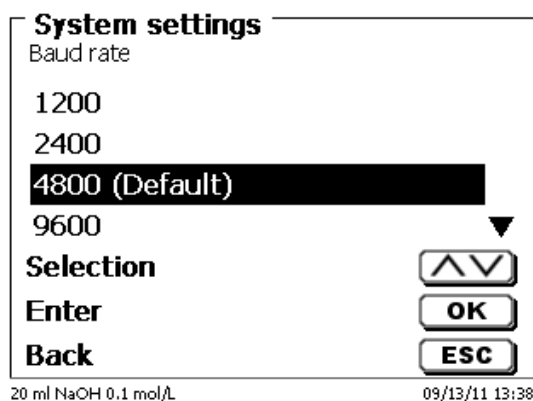 System settings
Baud rate
1200
2400
4800 (Default)
9600
Selection
Enter OK
Back ESC
20 ml NaOH 0.1 mol/L 09/13/11 13:38